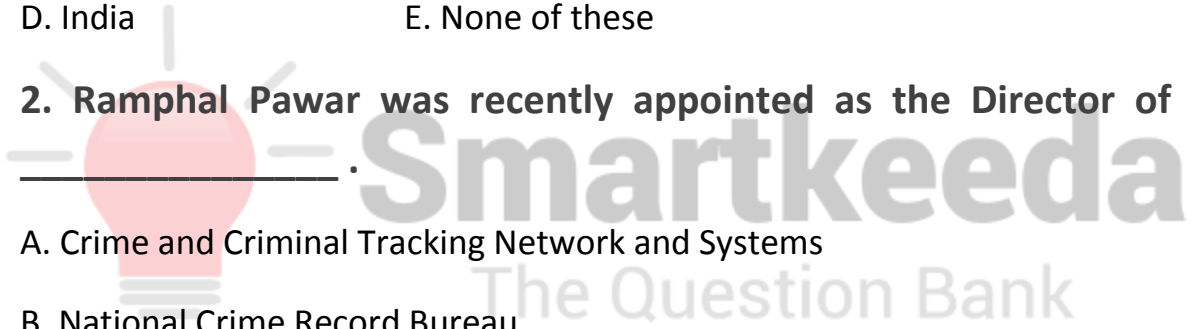 D. India E. None of these
2. Ramphal Pawar was recently appointed as the Director of
_________________ .
Smartkeeda
A. Crime and Criminal Tracking Network and Systems
The Question Bank
B. National Crime Record Bureau